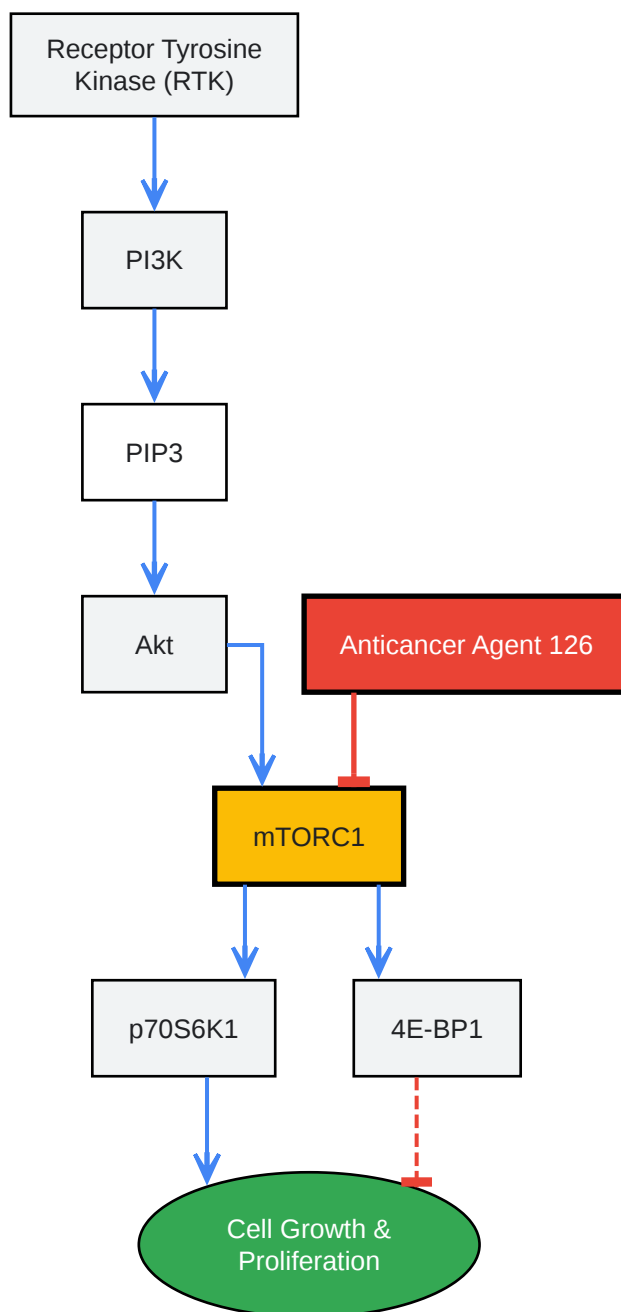 Receptor Tyrosine
Kinase (RTK)
PI3K
PIP3
Akt
Anticancer Agent 126
mTORC1
p70S6K1
4E-BP1
Cell Growth &
Proliferation